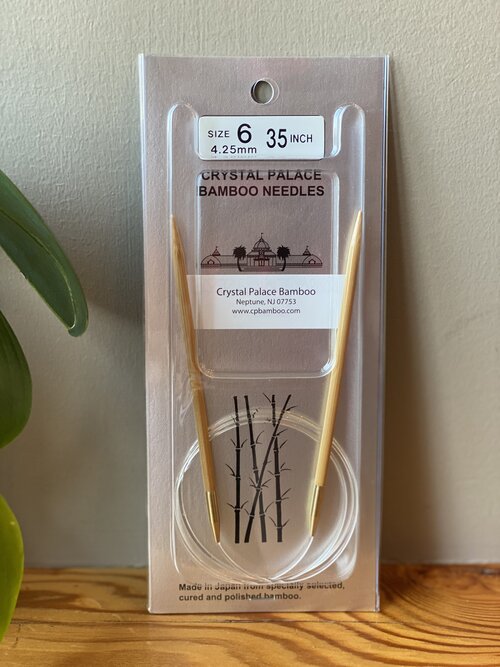 SIZE 6 35 INCH
4.25mm
CRYSTAL PALACE
BAMBOO NEEDLES
Crystal Palace Bamboo
Neptune, NJ 07753
www.cpbamboo.com
Made in Japan from specially selected,
cured and polished bamboo.